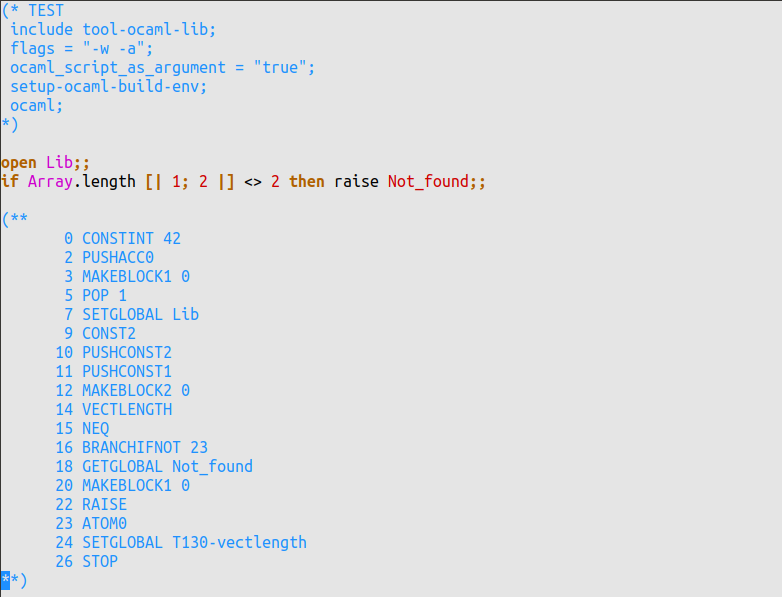 (* TEST
 include tool-ocaml-lib;
 flags = "-w -a";
 ocaml_script_as_argument = "true";
 setup-ocaml-build-env;
 ocaml;
*)

open Lib;;
if Array.length [| 1; 2 |] <> 2 then raise Not_found;;

(**
       0 CONSTINT 42
       2 PUSHACC0
       3 MAKEBLOCK1 0
       5 POP 1
       7 SETGLOBAL Lib
       9 CONST2
      10 PUSHCONST2
      11 PUSHCONST1
      12 MAKEBLOCK2 0
      14 VECTLENGTH
      15 NEQ
      16 BRANCHIFNOT 23
      18 GETGLOBAL Not_found
      20 MAKEBLOCK1 0
      22 RAISE
      23 ATOM0
      24 SETGLOBAL T130-vectlength
      26 STOP
**)